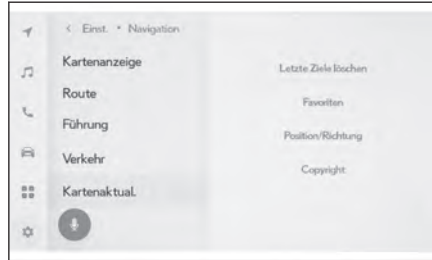 < Einst. • Navigation
Kartenanzeige
Route
Führung
Verkehr
Kartenaktual.
Letzte Ziele löschen
Favoriten
Position/Richtung
Copyright